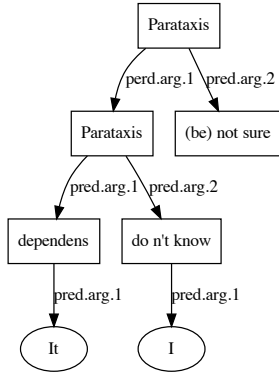 Parataxis
perd.arg.1 pred.arg.2
Parataxis (be) not sure
pred.arg.1 pred.arg.2
dependens do n't know
pred.arg.1 pred.arg.1
It I